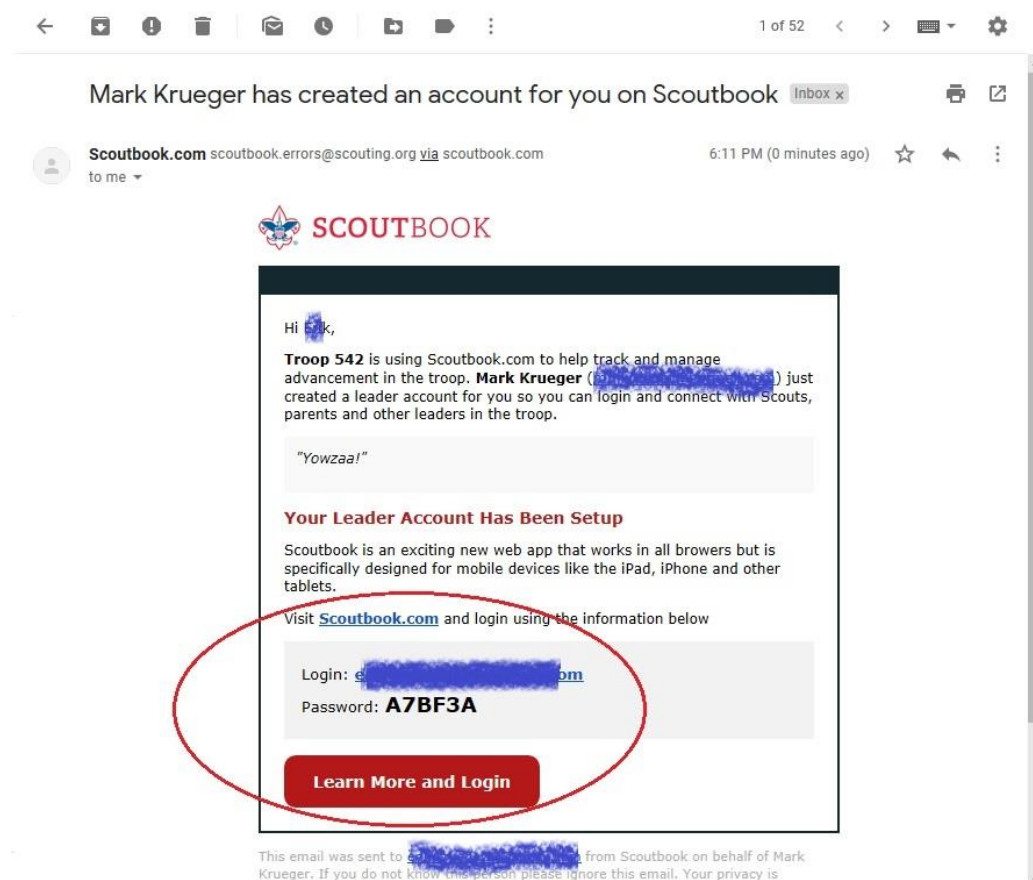 1 of 52
Mark Krueger has created an account for you on Scoutbook Inbox x
Scoutbook.com scoutbook.errors@scouting.org via scoutbook.com 6:11 PM (0 minutes ago)
to me
SCOUTBOOK
Hi
Troop 542 is using Scoutbook.com to help track and manage
advancement in the troop. Mark Krueger ( ) just
created a leader account for you so you can login and connect with Scouts,
parents and other leaders in the troop.
"Yowzaa!"
Your Leader Account Has Been Setup
Scoutbook is an exciting new web app that works in all browers but is
specifically designed for mobile devices like the iPad, iPhone and other
tablets.
Visit Scoutbook.com and login using the information below
Login:
Password: A7BF3A
Learn More and Login
This email was sent to from Scoutbook on behalf of Mark
Krueger. If you do not know this person please ignore this email. Your privacy is